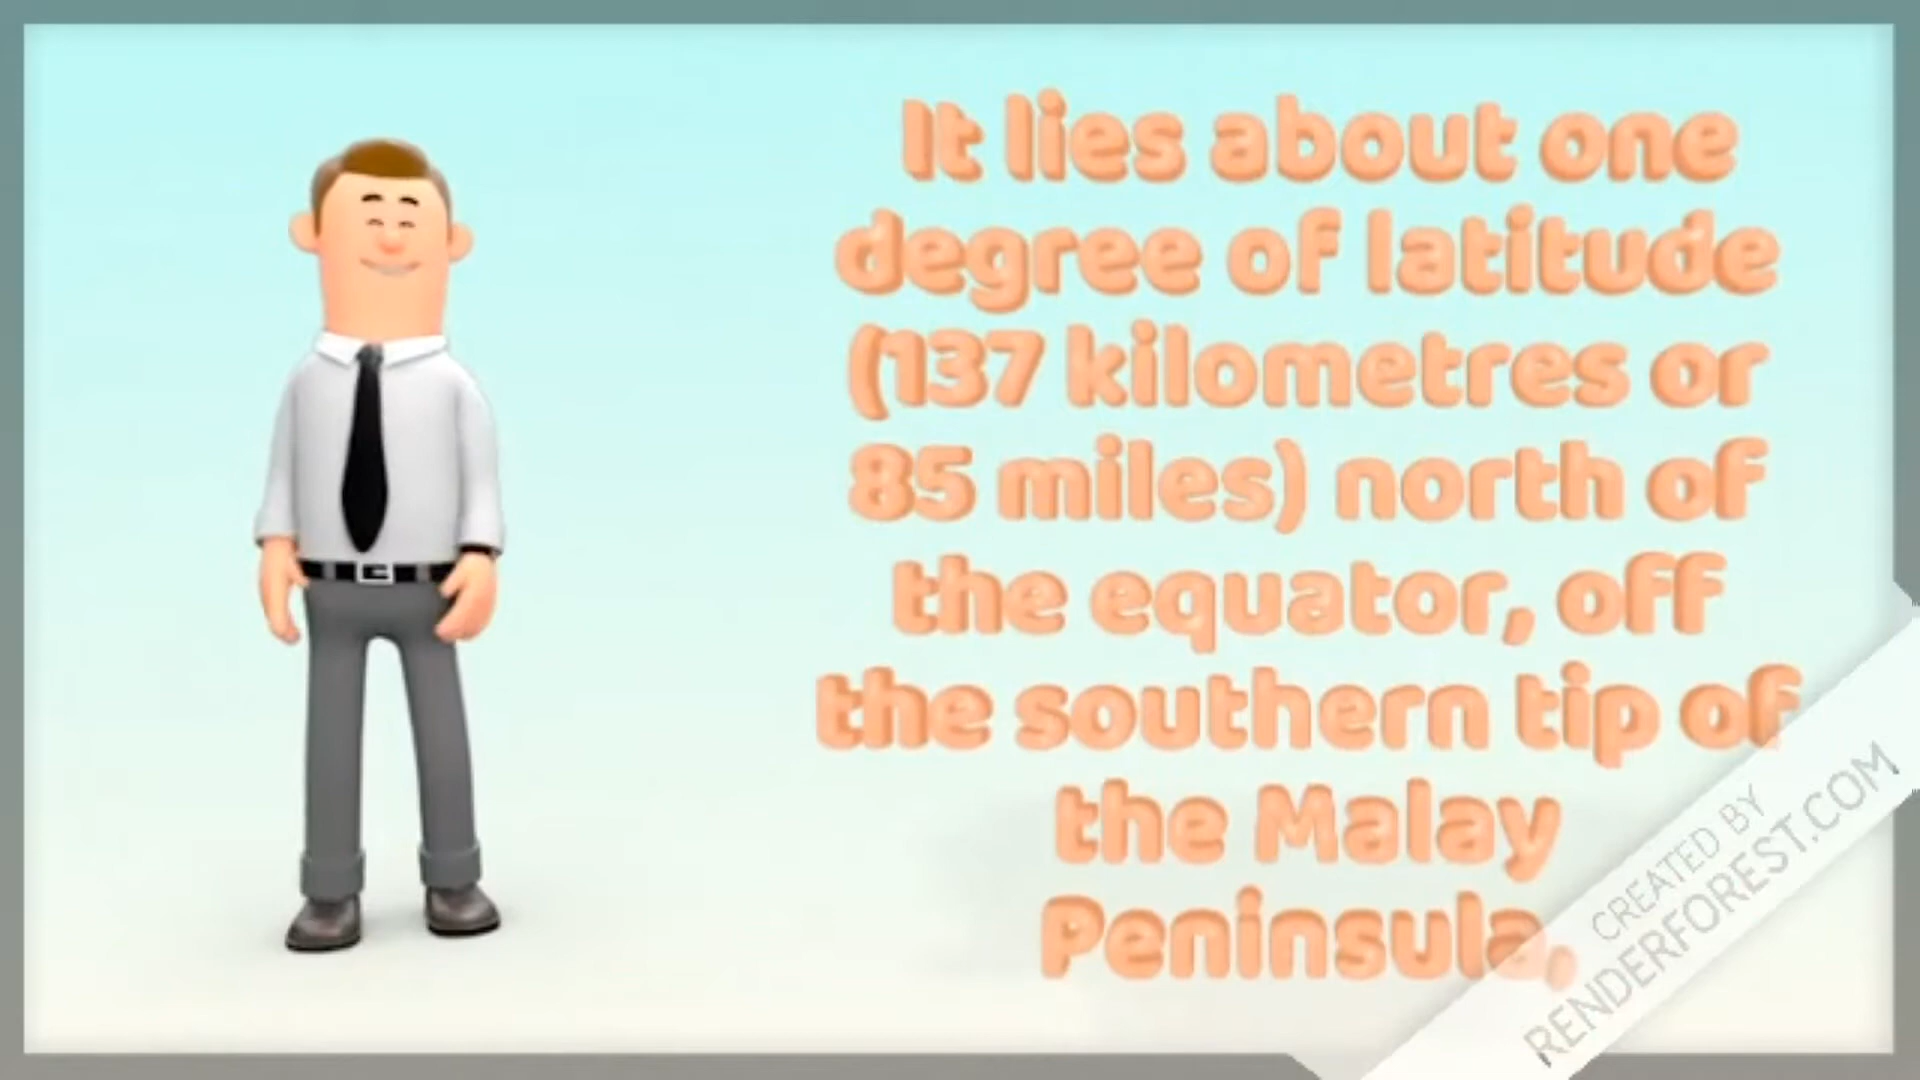 It lies about one
degree of latitude
(137 kilometres or
85 miles) north of
the equator, off
the southern tip of
the Malay
Peninsula,
CREATED BY
RENDERFOREST.COM